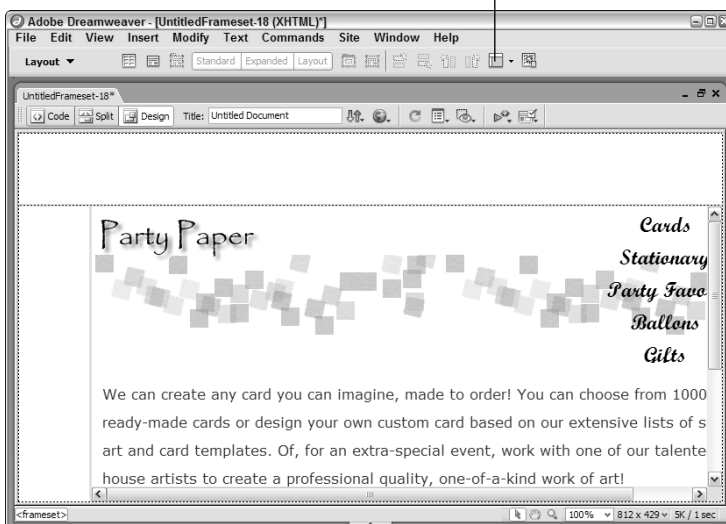 Adobe Dreamweaver - [UntitledFrameset-18 (XHTML)*]
File Edit View Insert Modify Text Commands Site Window Help
Layout Standard Expanded Layout
UntitledFrameset-18*
Code Split Design Title: Untitled Document
Party Paper
Cards
Stationary
Party Favo
Ballons
Gifts
We can create any card you can imagine, made to order! You can choose from 1000
ready-made cards or design your own custom card based on our extensive lists of s
art and card templates. Of, for an extra-special event, work with one of our talente
house artists to create a professional quality, one-of-a-kind work of art!
<frameset> 100% 812 x 429 5K / 1 sec